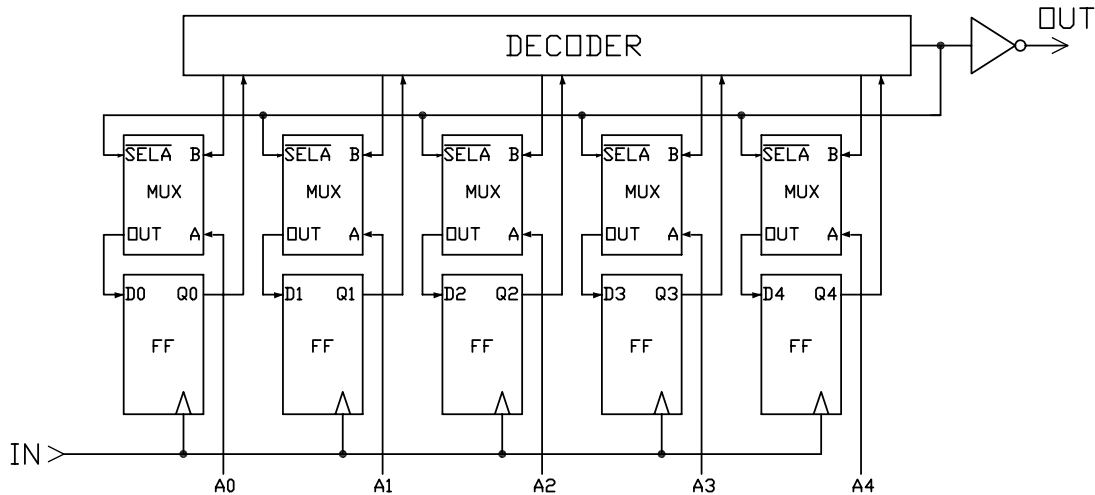 OUT
DECODER
SELA B SELA B SELA B SELA B SELA B
MUX MUX MUX MUX MUX
OUT A OUT A OUT A OUT A OUT A
D0 Q0 D1 Q1 D2 Q2 D3 Q3 D4 Q4
FF FF FF FF FF
IN
A0 A1 A2 A3 A4